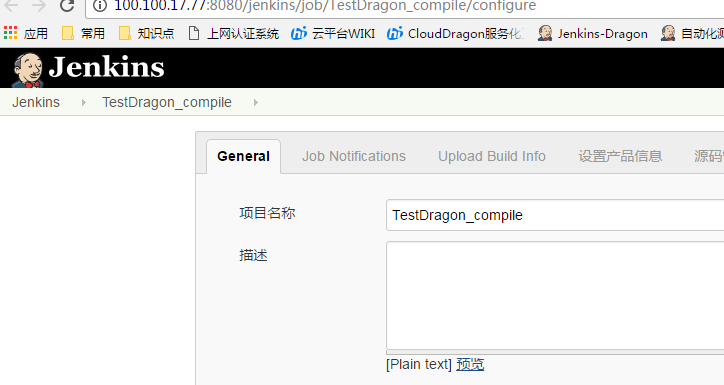 100.100.17.77:8080/jenkins/job/TestDragon_compile/configure
应用 常用 知识点 上网认证系统 云平台WIKI CloudDragon服务化 Jenkins-Dragon 自动化测
Jenkins
Jenkins TestDragon_compile
General Job Notifications Upload Build Info 设置产品信息 源码
项目名称 TestDragon_compile
描述
[Plain text] 预览